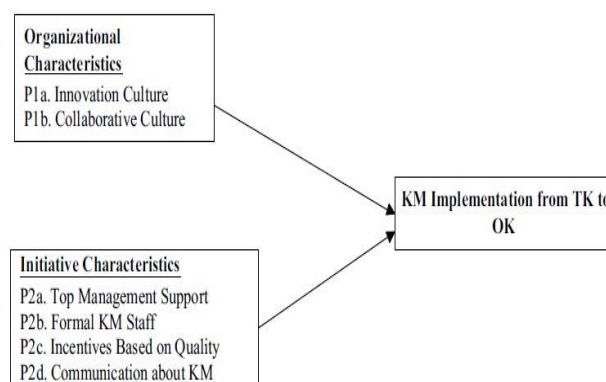 Organizational
Characteristics
P1a. Innovation Culture
P1b. Collaborative Culture
KM Implementation from TK to
OK
Initiative Characteristics
P2a. Top Management Support
P2b. Formal KM Staff
P2c. Incentives Based on Quality
P2d. Communication about KM